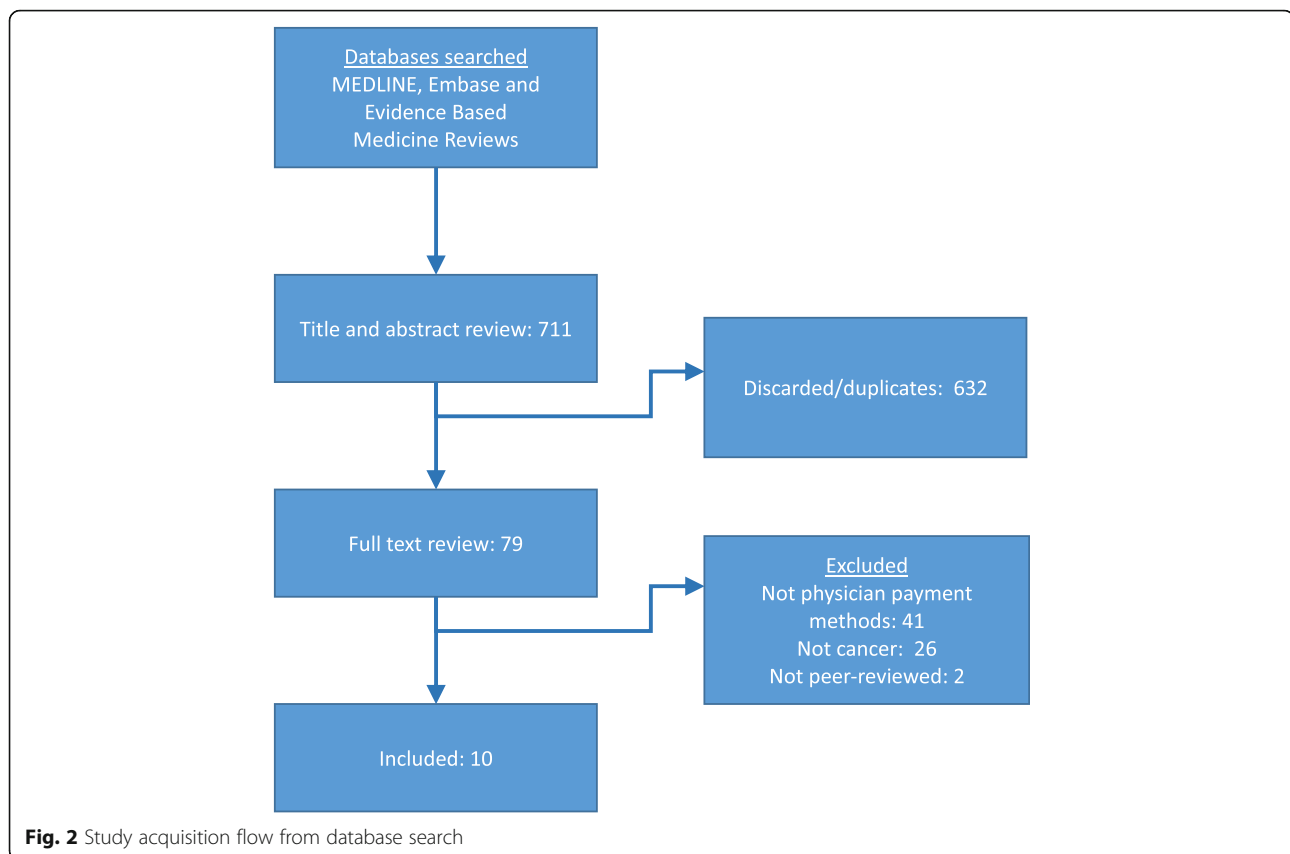 Databases searched
MEDLINE, Embase and
Evidence Based
Medicine Reviews
Title and abstract review: 711
Discarded/duplicates: 632
Full text review: 79
Excluded
Not physician payment
methods: 41
Not cancer: 26
Not peer-reviewed: 2
Included: 10
Fig. 2 Study acquisition flow from database search